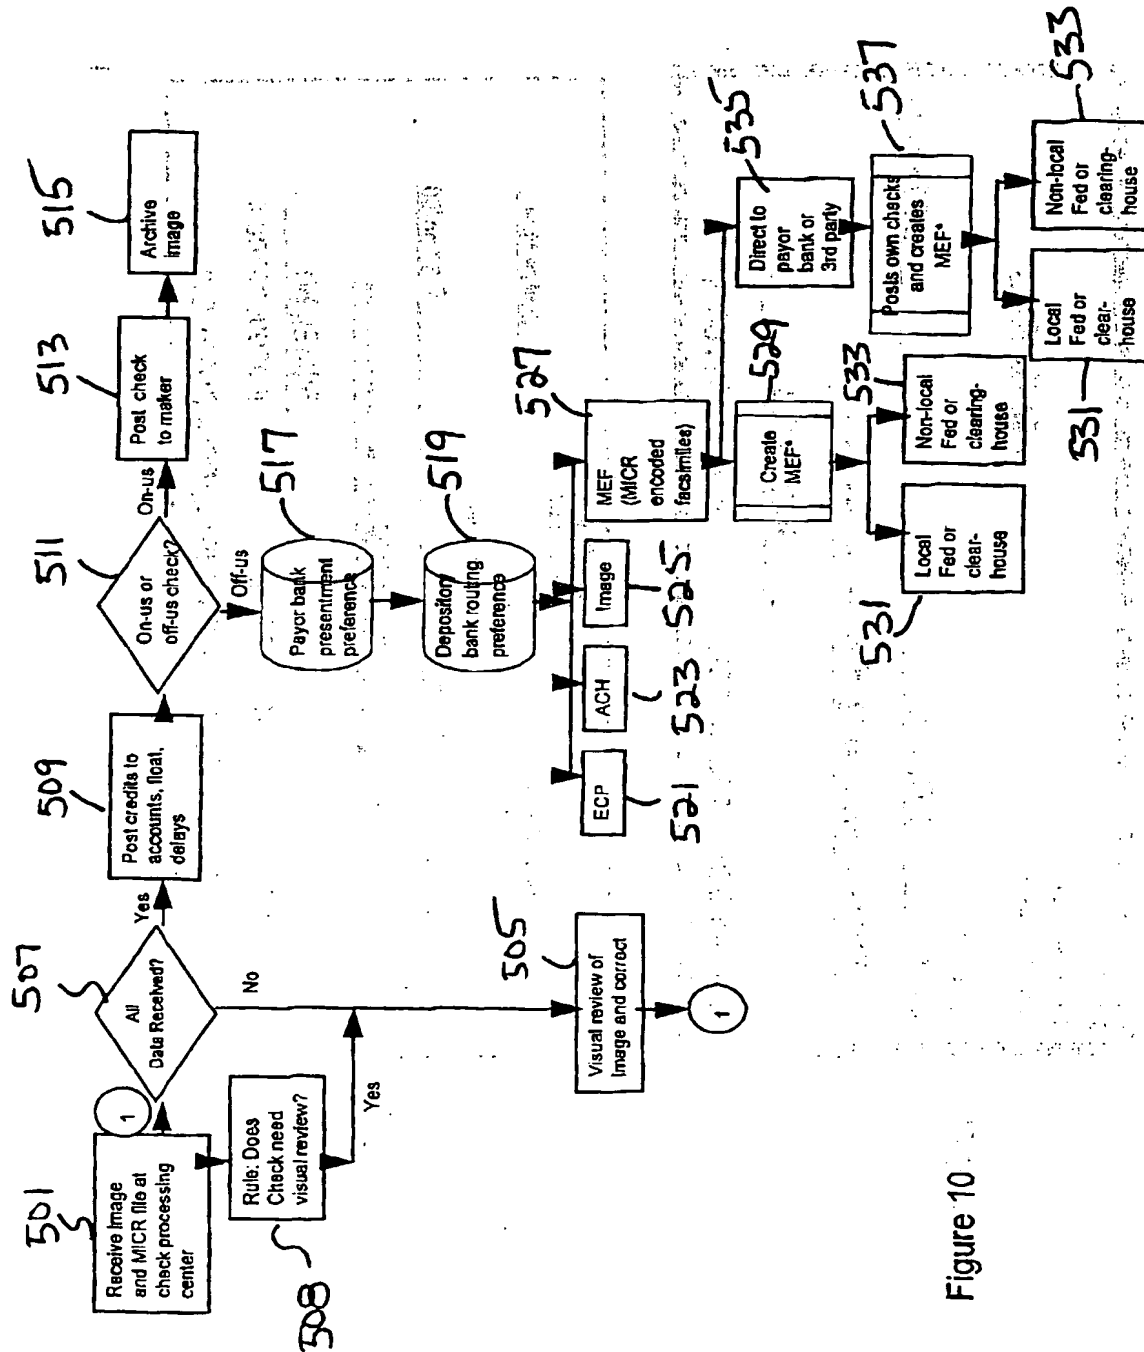 501
Receive Image
and MICR file at
check processing
center
1
508
Rule: Does
Check need
visual review?
Yes
507
All
Data Received?
Yes
No
505
Visual review of
Image and correct
1
509
Post credits to
accounts, float,
delays
511
On-us or
off-us check?
On-us
Off-us
513
Post check
to maker
515
Archive
image
517
Payor bank
presentment
preference
519
Depository
bank routing
preference
ECP
521
ACH
523
Image
525
527
MEF
(MICR
encoded
facsimiles)
529
Create
MEF*
531
Local
Fed or
clear-
house
533
Non-local
Fed or
clearing-
house
535
Direct to
payor
bank or
3rd party
537
Posts own checks
and creates
MEF*
531
Local
Fed or
clear-
house
533
Non-local
Fed or
clearing-
house
Figure 10